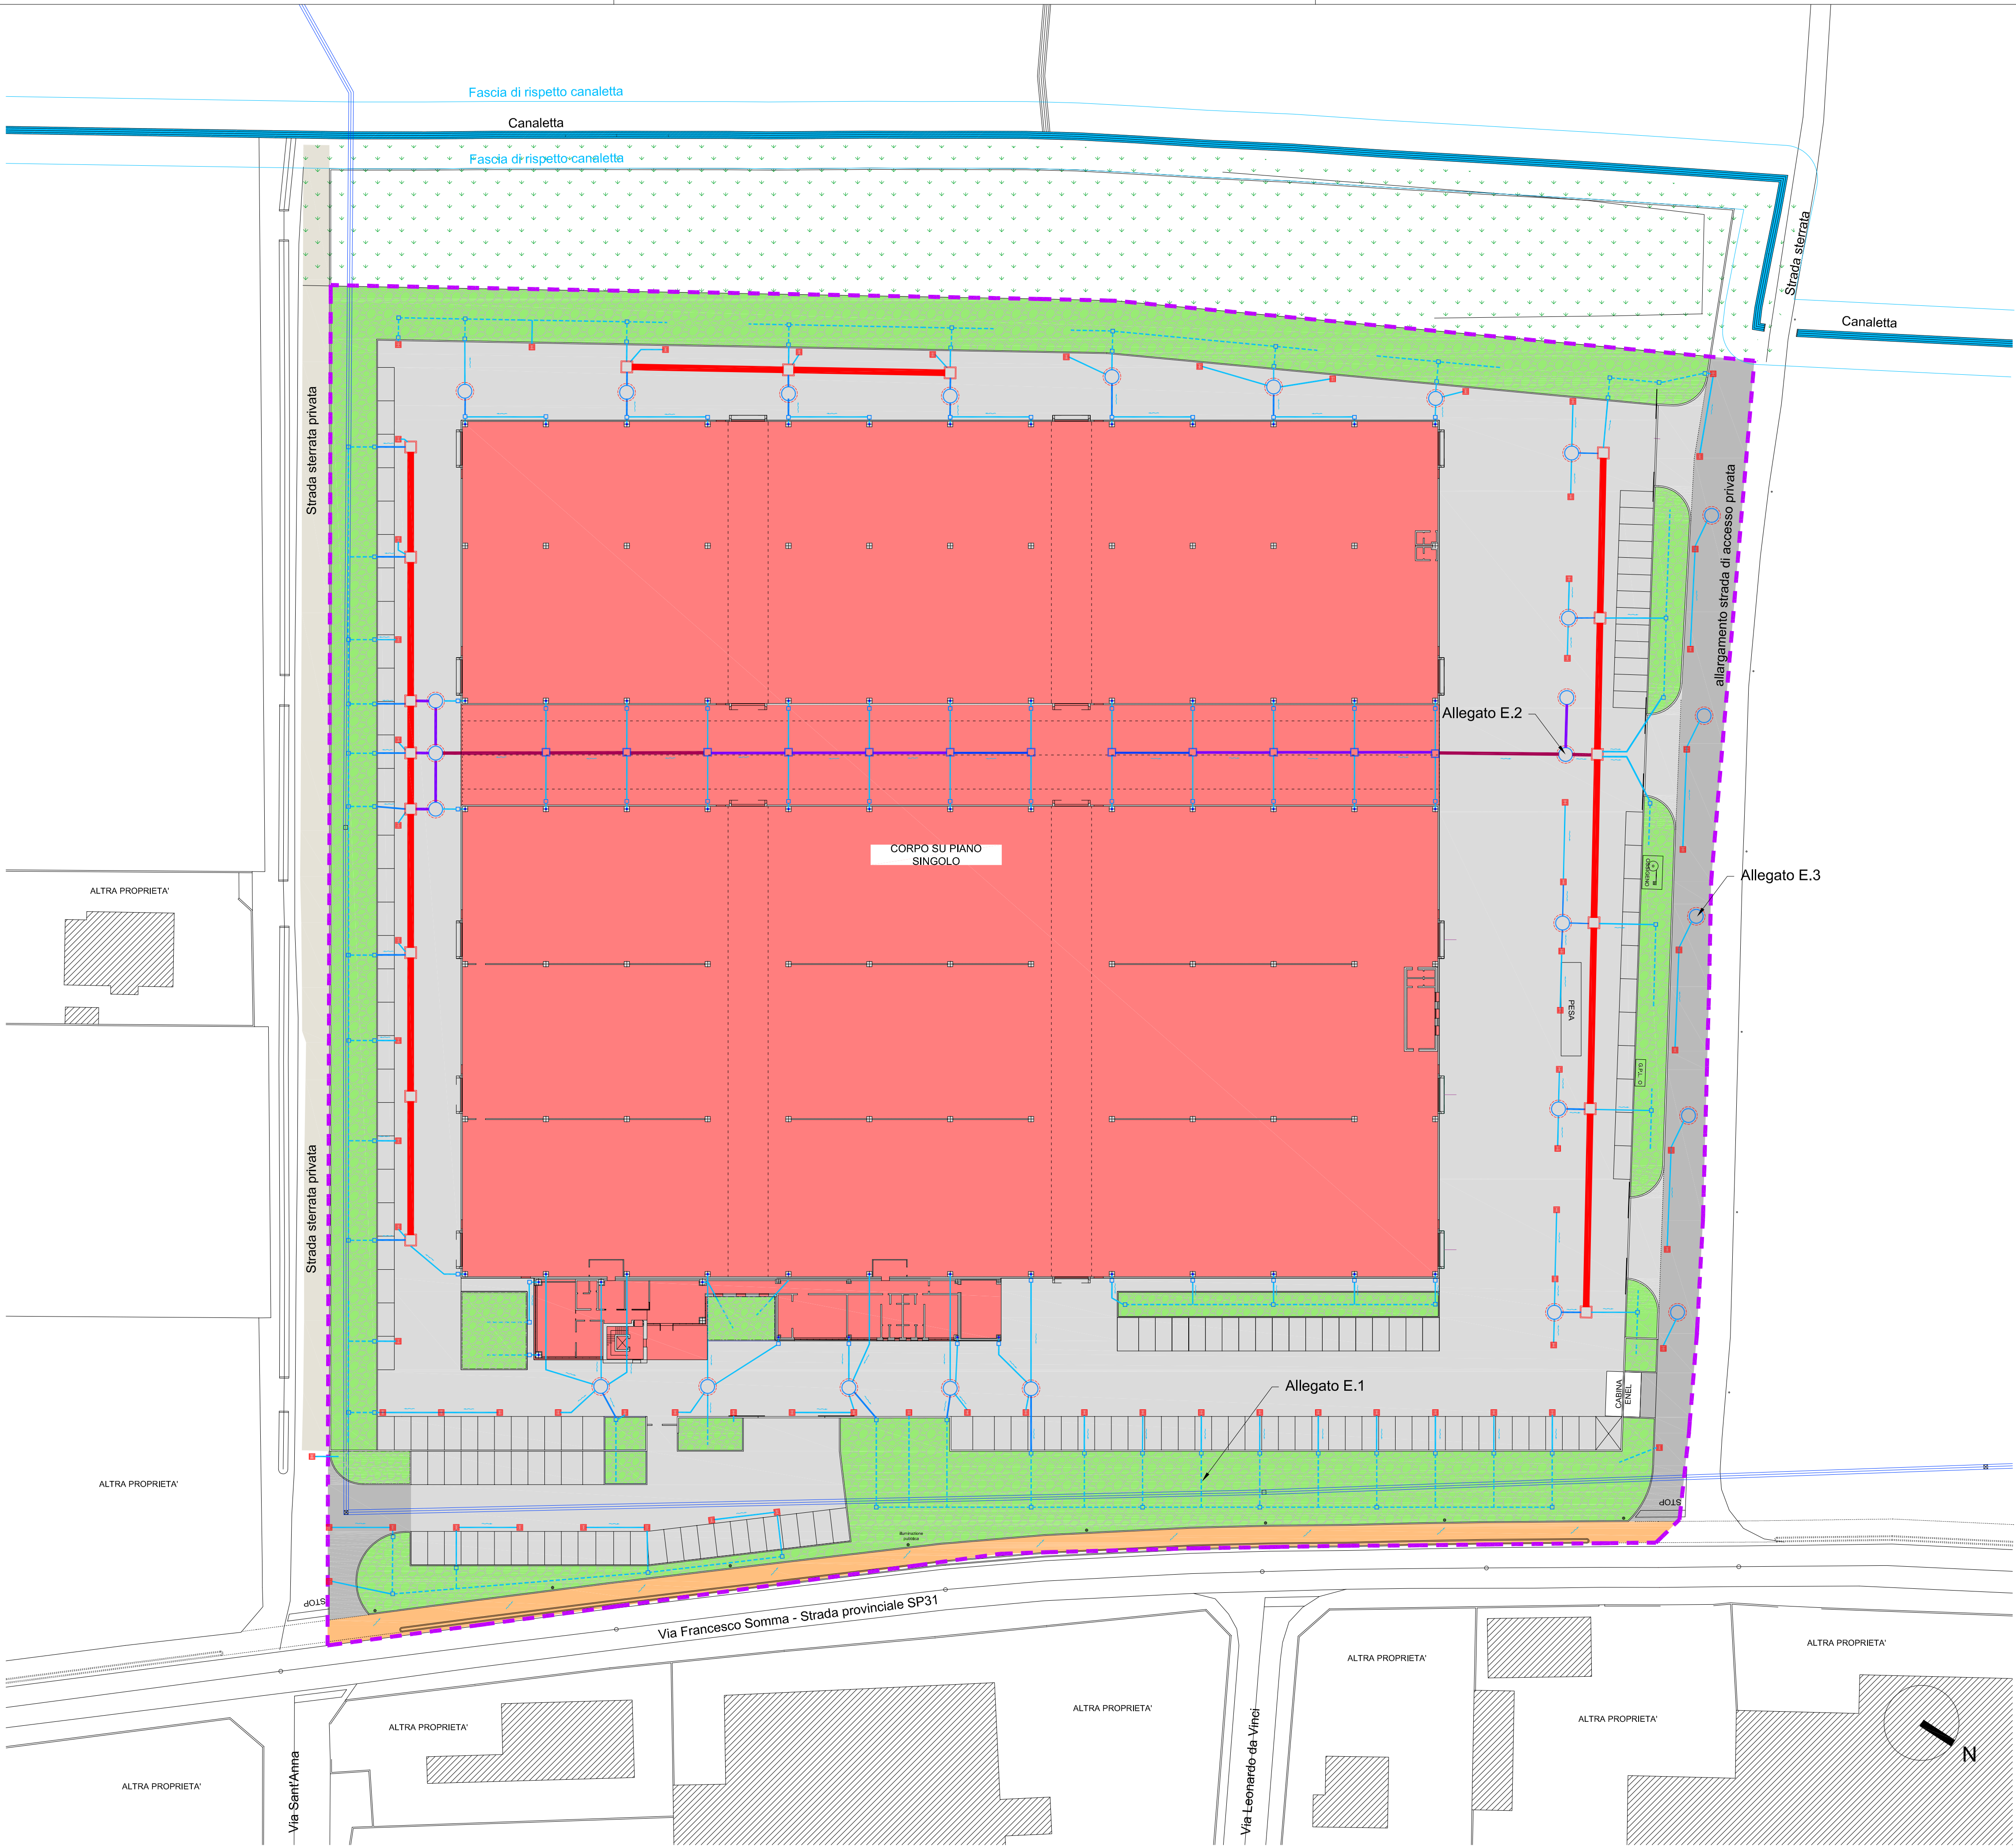 Fascia di rispetto canaletta
Canaletta
Fascia di rispetto canaletta
Strada sterrata
Canaletta
Strada sterrata privata
allargamento strada di accesso privata
Allegato E.2
CORPO SU PIANO
SINGOLO
Allegato E.3
ALTRA PROPRIETA'
OSSIGENO
PESA
G.P.L.
Strada sterrata privata
Allegato E.1
CABINA
ENEL
ALTRA PROPRIETA'
STOP
illuminazione
pubblica
STOP
Via Francesco Somma - Strada provinciale SP31
ALTRA PROPRIETA'
ALTRA PROPRIETA'
ALTRA PROPRIETA'
ALTRA PROPRIETA'
ALTRA PROPRIETA'
ALTRA PROPRIETA'
Via Sant'Anna
Via Leonardo da Vinci
N